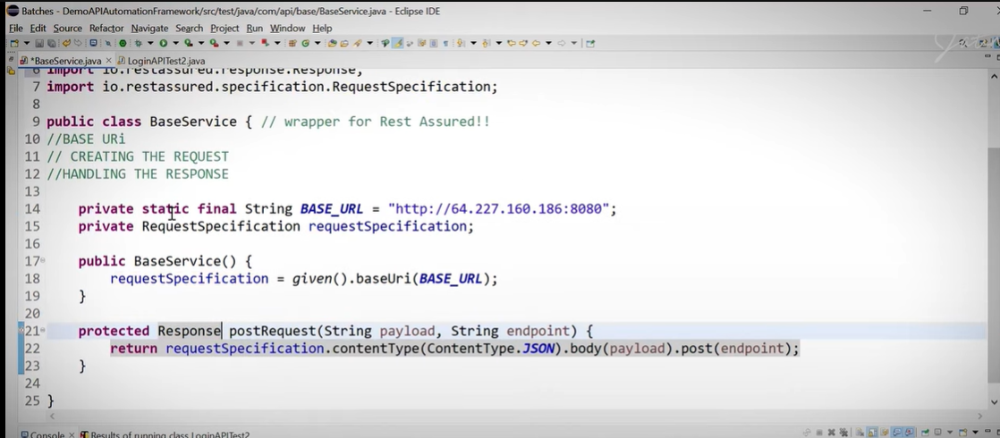 Batches - DemoAPIAutomationFramework/src/test/java/com/api/base/BaseService.java - Eclipse IDE
File Edit Source Refactor Navigate Search Project Run Window Help
*BaseService.java LoginAPITest2.java
6 import io.restassured.response.Response;
7 import io.restassured.specification.RequestSpecification;
8
9 public class BaseService { // wrapper for Rest Assured!!
10 //BASE URi
11 // CREATING THE REQUEST
12 //HANDLING THE RESPONSE
13
14 private static final String BASE_URL = "http://64.227.160.186:8080";
15 private RequestSpecification requestSpecification;
16
17 public BaseService() {
18 requestSpecification = given().baseUri(BASE_URL);
19 }
20
21 protected Response postRequest(String payload, String endpoint) {
22 return requestSpecification.contentType(ContentType.JSON).body(payload).post(endpoint);
23 }
24
25 }
Console Results of running class LoginAPITest2